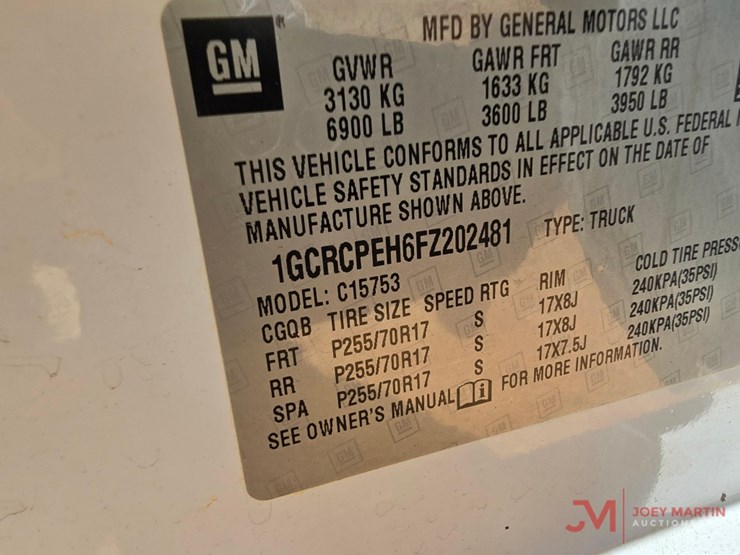 GM
MFD BY GENERAL MOTORS LLC
GVWR GAWR FRT GAWR RR
3130 KG 1633 KG 1792 KG
6900 LB 3600 LB 3950 LB
THIS VEHICLE CONFORMS TO ALL APPLICABLE U.S. FEDERAL
VEHICLE SAFETY STANDARDS IN EFFECT ON THE DATE OF
MANUFACTURE SHOWN ABOVE.
1GCRCPEH6FZ202481 TYPE: TRUCK
MODEL: C15753
CGQB TIRE SIZE SPEED RTG RIM COLD TIRE PRESS
FRT P255/70R17 S 17X8J 240KPA(35PSI)
RR P255/70R17 S 17X8J 240KPA(35PSI)
SPA P255/70R17 S 17X7.5J 240KPA(35PSI)
SEE OWNER'S MANUAL FOR MORE INFORMATION.
JM JOEY MARTIN
AUCTIONEERS